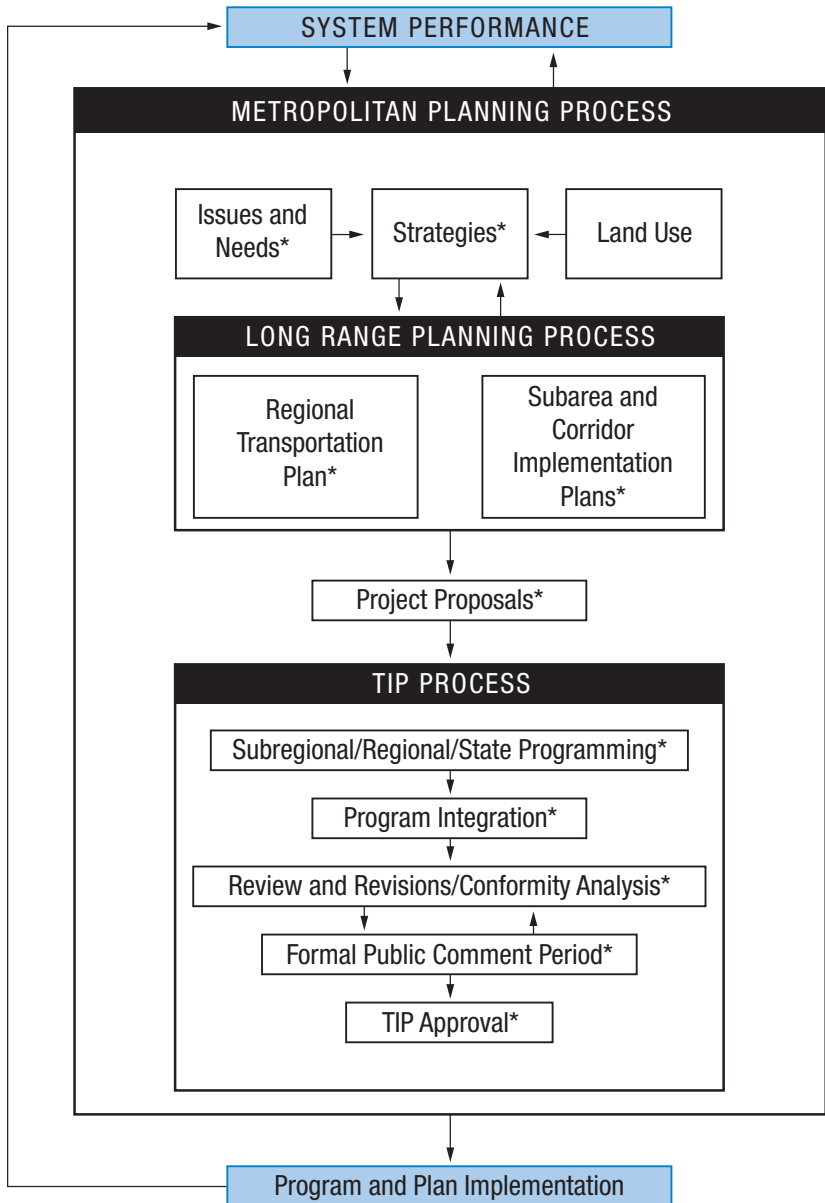 SYSTEM PERFORMANCE
METROPOLITAN PLANNING PROCESS
Issues and
Needs*
Strategies*
Land Use
LONG RANGE PLANNING PROCESS
Regional
Transportation
Plan*
Subarea and
Corridor
Implementation
Plans*
Project Proposals*
TIP PROCESS
Subregional/Regional/State Programming*
Program Integration*
Review and Revisions/Conformity Analysis*
Formal Public Comment Period*
TIP Approval*
Program and Plan Implementation